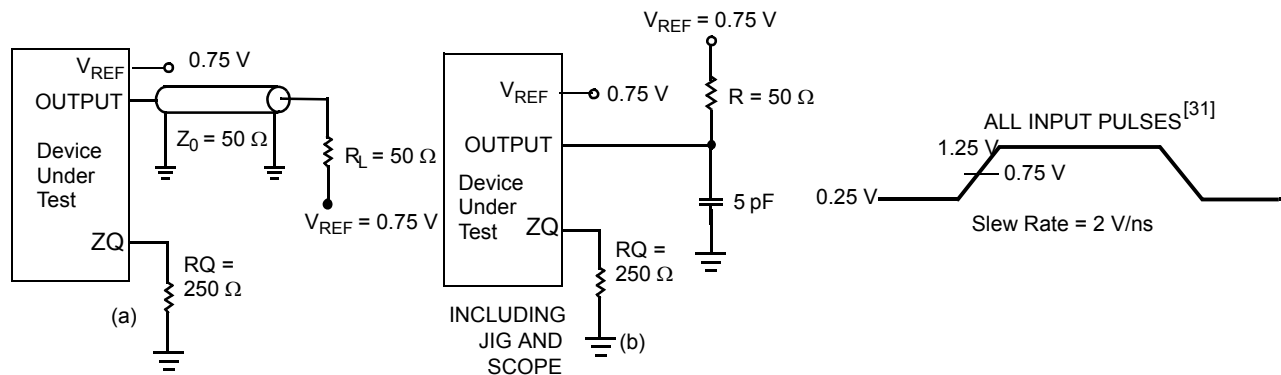 V_REF 0.75 V
OUTPUT
Z_0 = 50 Ω
Device
Under
Test
R_L = 50 Ω
V_REF = 0.75 V
ZQ
RQ =
250 Ω
(a)
V_REF = 0.75 V
R = 50 Ω
V_REF 0.75 V
OUTPUT
Device
Under
Test
5 pF
ZQ
RQ =
250 Ω
INCLUDING
JIG AND
SCOPE
(b)
ALL INPUT PULSES[31]
1.25 V
0.75 V
0.25 V
Slew Rate = 2 V/ns